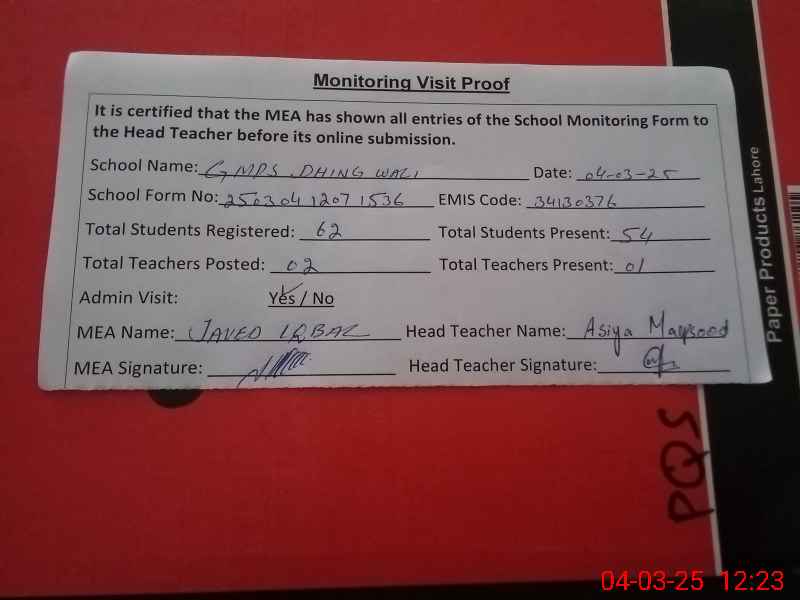 Monitoring Visit Proof
It is certified that the MEA has shown all entries of the School Monitoring Form to
the Head Teacher before its online submission.
School Name: GMPS DHING WALI Date: 04-03-25
School Form No: 250304 1207 1536 EMIS Code: 34130376
Total Students Registered: 62 Total Students Present: 54
Total Teachers Posted: 02 Total Teachers Present: 01
Admin Visit: Yes / No
MEA Name: JAVED IQBAL Head Teacher Name: Asiya Maqsood
MEA Signature: Head Teacher Signature:
Paper Products Lahore
PQS
04-03-25 12:23